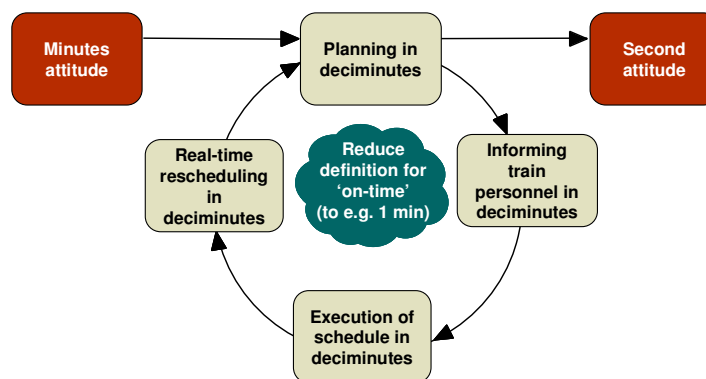 Minutes
attitude
Planning in
deciminutes
Second
attitude
Real-time
rescheduling
in
deciminutes
Reduce
definition for
‘on-time’
(to e.g. 1 min)
Informing
train
personnel in
deciminutes
Execution of
schedule in
deciminutes